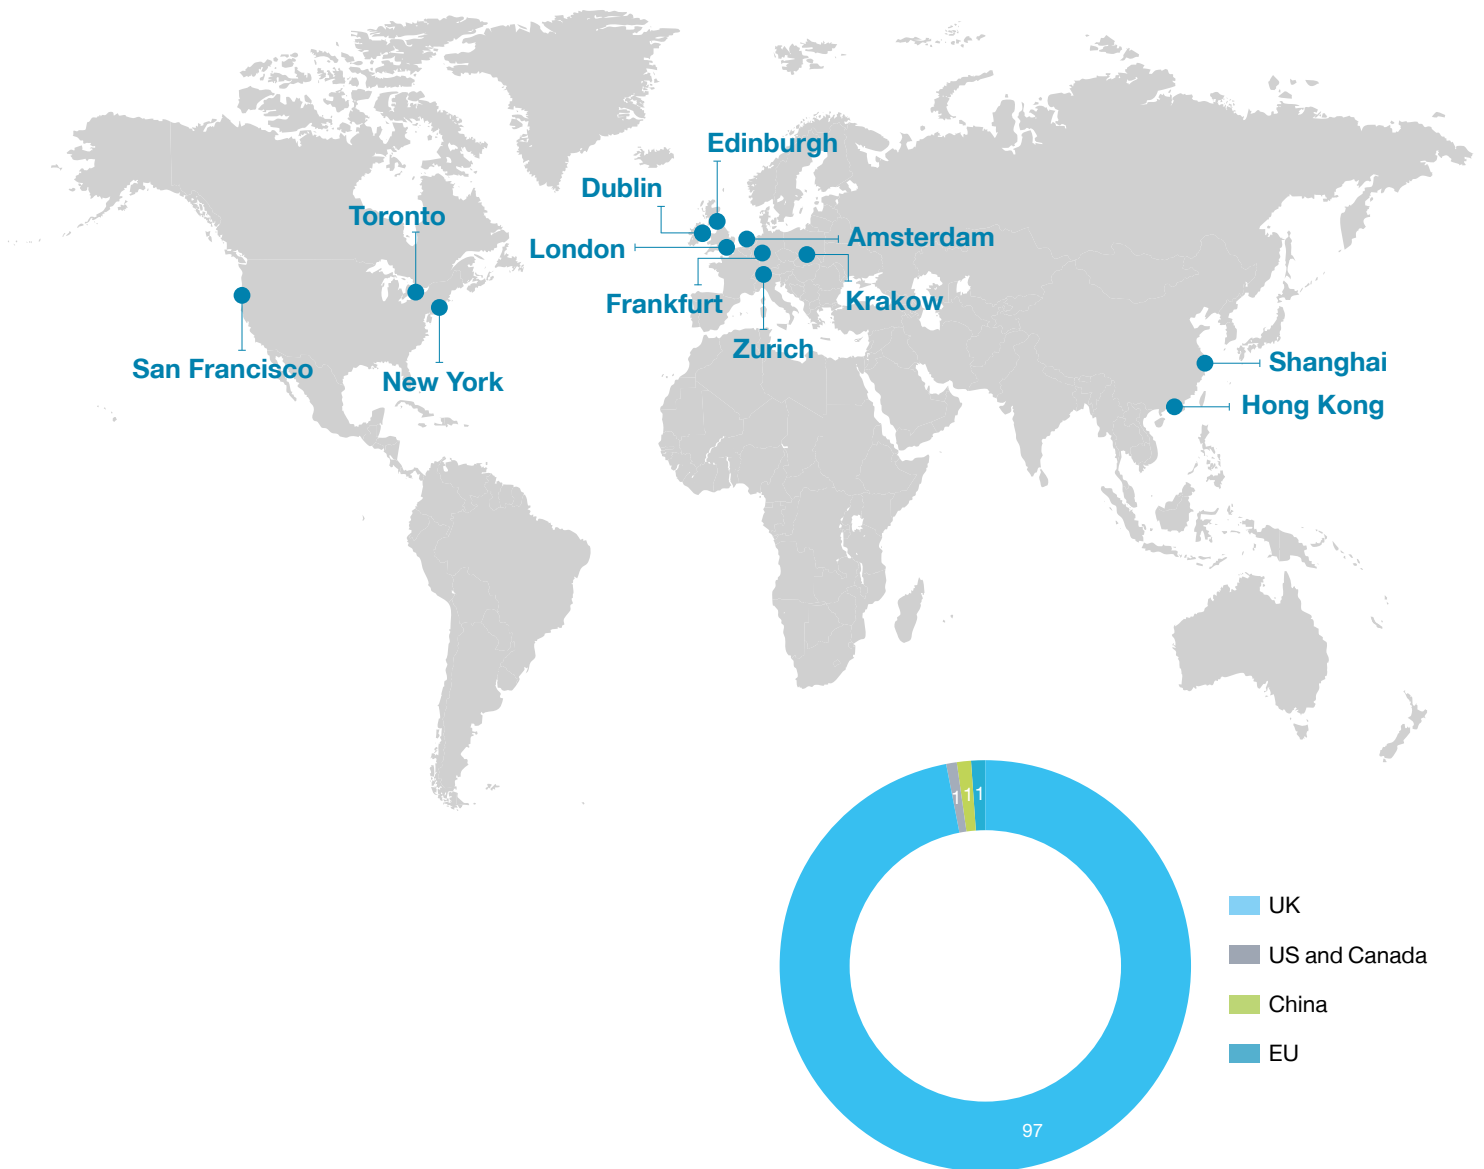 Edinburgh
Dublin
Toronto
London
Amsterdam
Frankfurt
Krakow
Zurich
San Francisco
New York
Shanghai
Hong Kong
1 1 1
UK
US and Canada
China
EU
97